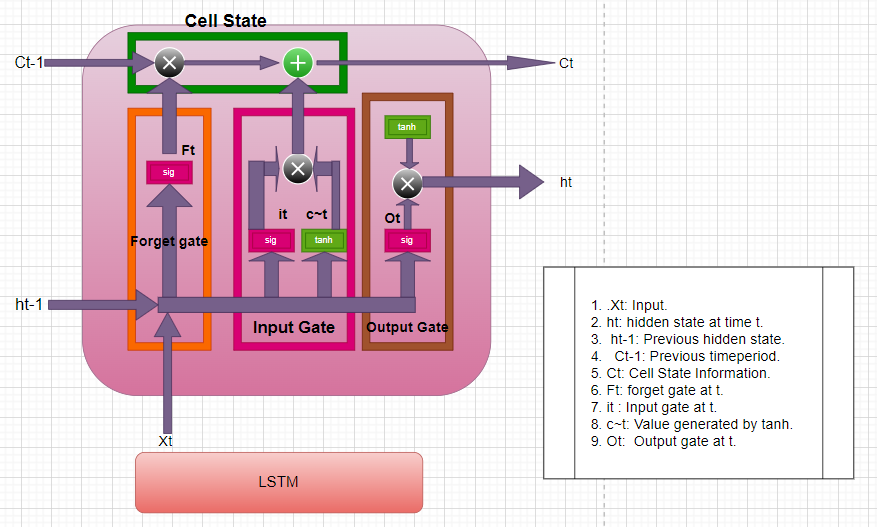 Cell State
Ct-1
Ct
tanh
Ft
sig
ht
it
c~t
Ot
Forget gate
sig
tanh
sig
ht-1
Input Gate
Output Gate
Xt
LSTM
1. .Xt: Input.
2. ht: hidden state at time t.
3. ht-1: Previous hidden state.
4. Ct-1: Previous timeperiod.
5. Ct: Cell State Information.
6. Ft: forget gate at t.
7. it : Input gate at t.
8. c~t: Value generated by tanh.
9. Ot: Output gate at t.